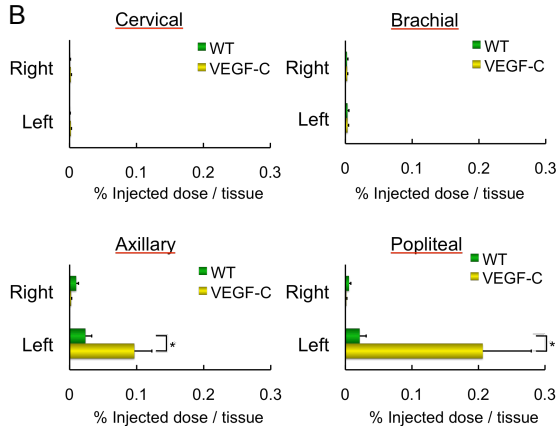 B
Cervical
WT
VEGF-C
Right
Left
0 0.1 0.2 0.3
% Injected dose / tissue
Brachial
WT
VEGF-C
Right
Left
0 0.1 0.2 0.3
% Injected dose / tissue
Axillary
WT
VEGF-C
Right
Left
*
0 0.1 0.2 0.3
% Injected dose / tissue
Popliteal
WT
VEGF-C
Right
Left
*
0 0.1 0.2 0.3
% Injected dose / tissue